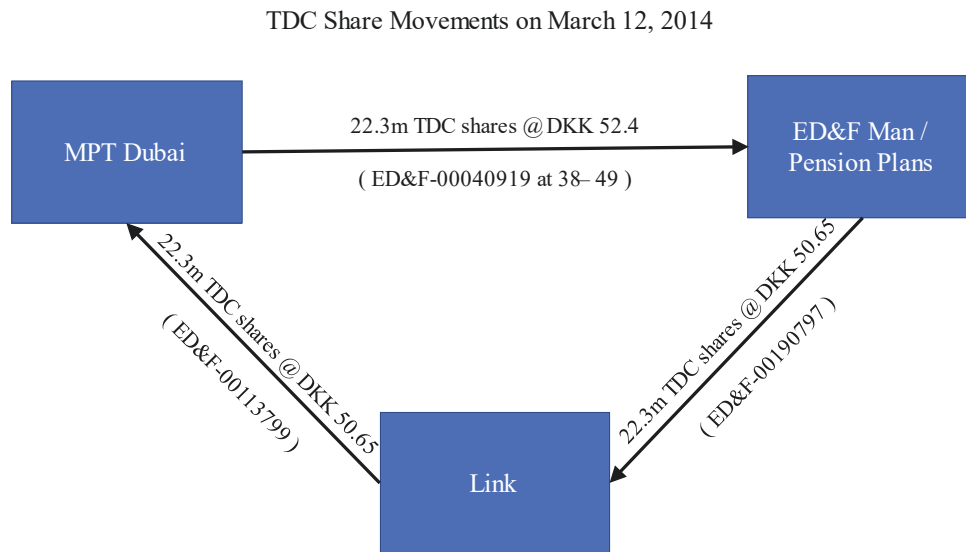 TDC Share Movements on March 12, 2014
MPT Dubai
22.3m TDC shares @ DKK 52.4
( ED&F-00040919 at 38– 49 )
ED&F Man /
Pension Plans
22.3m TDC shares @ DKK 50.65
( ED&F-00113799 )
22.3m TDC shares @ DKK 50.65
( ED&F-00190797 )
Link